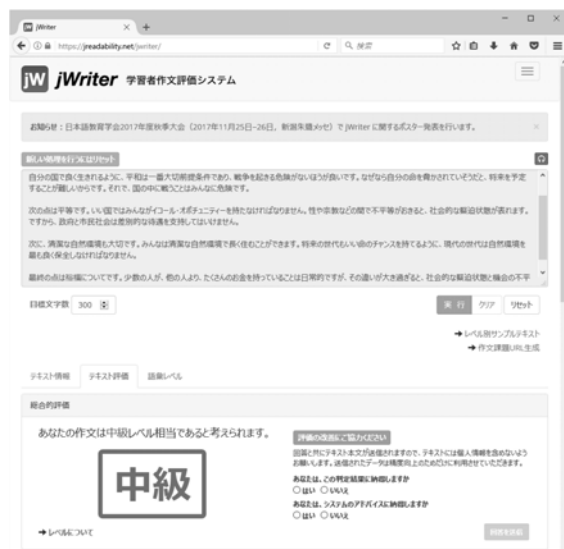 jWriter
https://jreadability.net/jwriter/
検索
jW jWriter 学習者作文評価システム
お知らせ：日本語教育学会2017年度秋季大会（2017年11月25日-26日，新潟朱鷺メッセ）で jWriter に関するポスター発表を行います。
新しい処理を行うにはリセット
自分の国で良く生きれるように、平和は一番大切前提条件であり、戦争を起きる危険がないほうが良いです。なぜなら自分の命を脅かされていそうだと、将来を予定
することが難しいからです。それで、国の中に戦うことはみんなに危険です。
次の点は平等です。いい国ではみんながイコール・オポチュニティーを持たなければなりません。性や宗教などの間で不平等がおきると、社会的な緊迫状態が表れます。
ですから、政府と市民社会は差別的な待遇を支持してはいけません。
次に、清潔な自然環境も大切です。みんなは清潔な自然環境で長く住むことができます。将来の世代もいい命のチャンスを持てるように、現代の世代は自然環境を
最も良く保全しなければなりません。
最終の点は裕福についてです。少数の人が、他の人より、たくさんのお金を持っていることは日常的ですが、その違いが大き過ぎると、社会的な緊迫状態と機会の不平
目標文字数 300
実行 クリア リセット
➜レベル別サンプルテキスト
➜作文課題URL生成
テキスト情報 テキスト評価 語彙レベル
総合的評価
あなたの作文は中級レベル相当であると考えられます。
中級
➜レベルについて
評価の改善にご協力ください
回答と共にテキスト本文が送信されますので、テキストには個人情報を含めないよう
お願いします。送信されたデータは精度向上のためだけに利用させていただきます。
あなたは、この判定結果に納得しますか
はい いいえ
あなたは、システムのアドバイスに納得しますか
はい いいえ
回答を送信